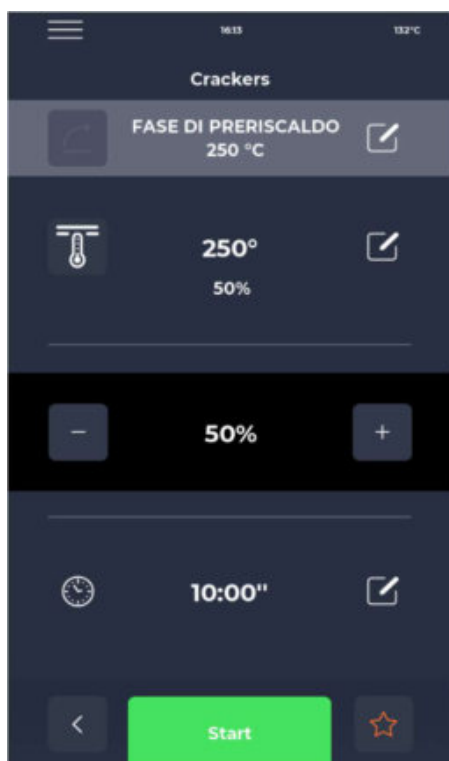 16:13
132°C
Crackers
FASE DI PRERISCALDO
250 °C
250°
50%
- 50% +
10:00"
Start